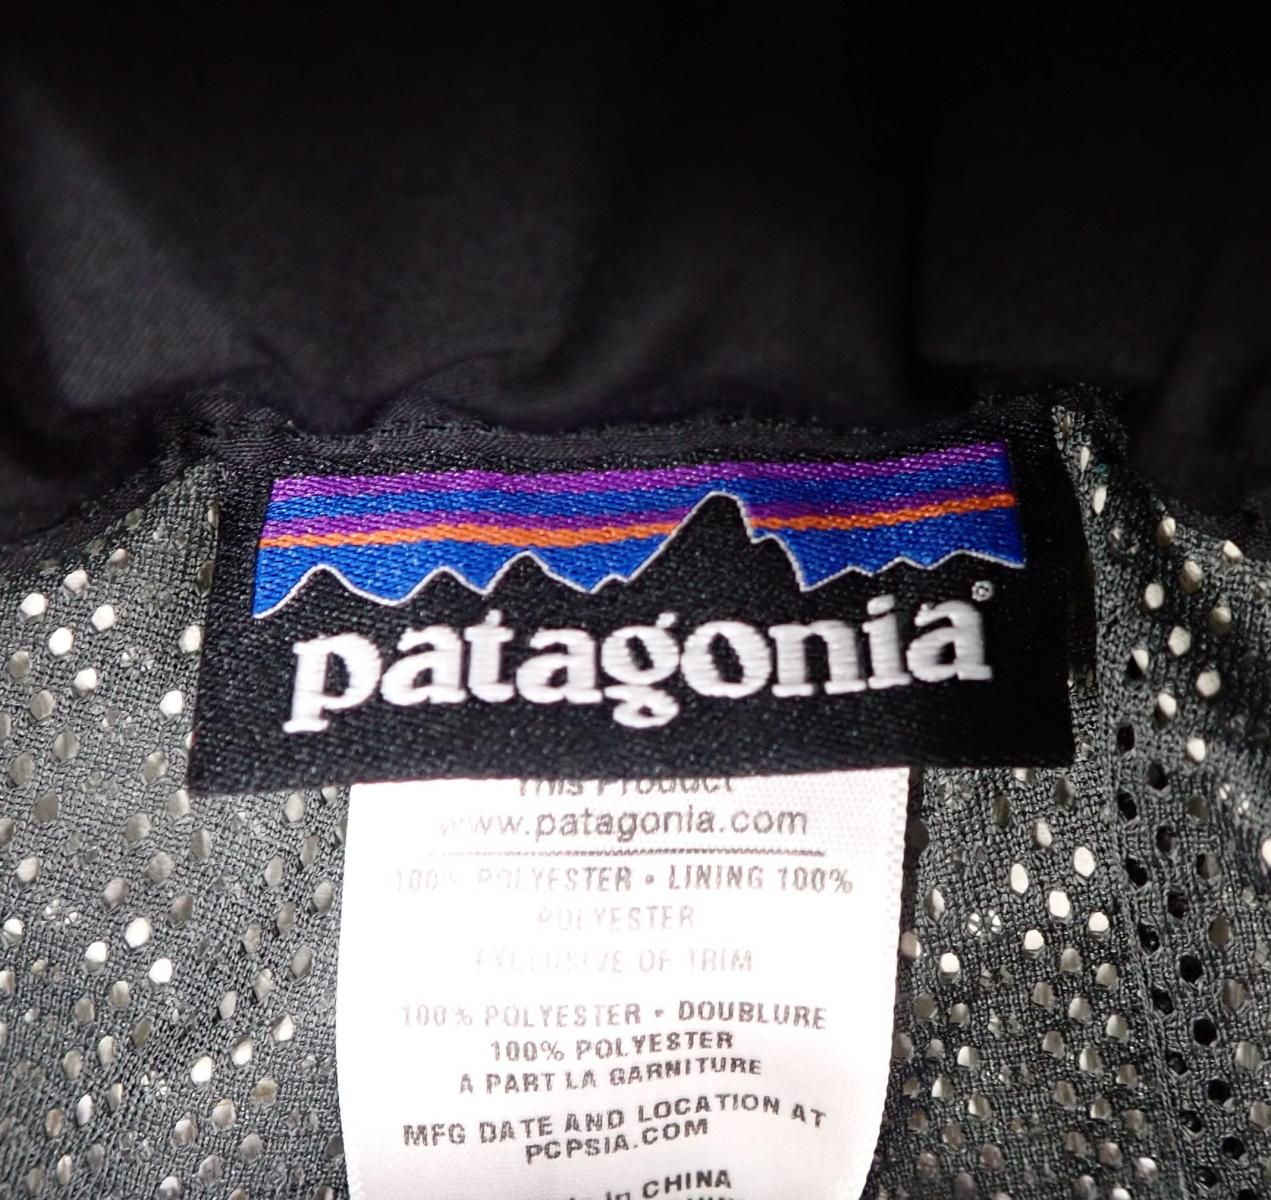 patagonia®
This Product
www.patagonia.com
100% POLYESTER • LINING 100%
POLYESTER
EXCLUSIVE OF TRIM
100% POLYESTER • DOUBLURE
100% POLYESTER
A PART LA GARNITURE
MFG DATE AND LOCATION AT
PCPSIA.COM
in CHINA